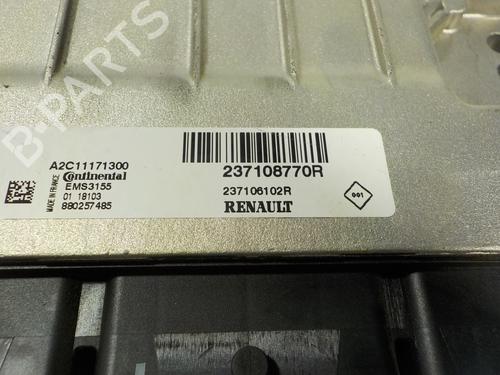 B-PARTS
A2C11171300
Continental
EMS3155
01 18103
880257485
MADE IN FRANCE
237108770R
237106102R
RENAULT
001